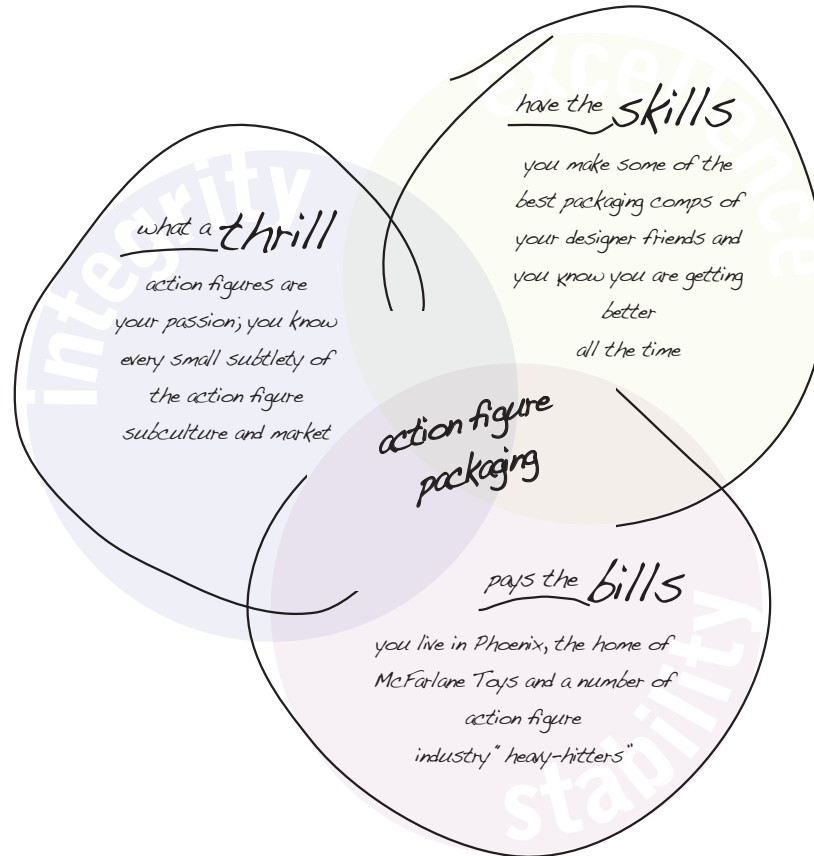 excellence
have the skills
you make some of the
best packaging comps of
your designer friends and
you know you are getting
better
all the time
integrity
what a thrill
action figures are
your passion; you know
every small subtlety of
the action figure
subculture and market
action figure
packaging
pays the bills
you live in Phoenix, the home of
McFarlane Toys and a number of
action figure
industry “ heavy-hitters”
stability